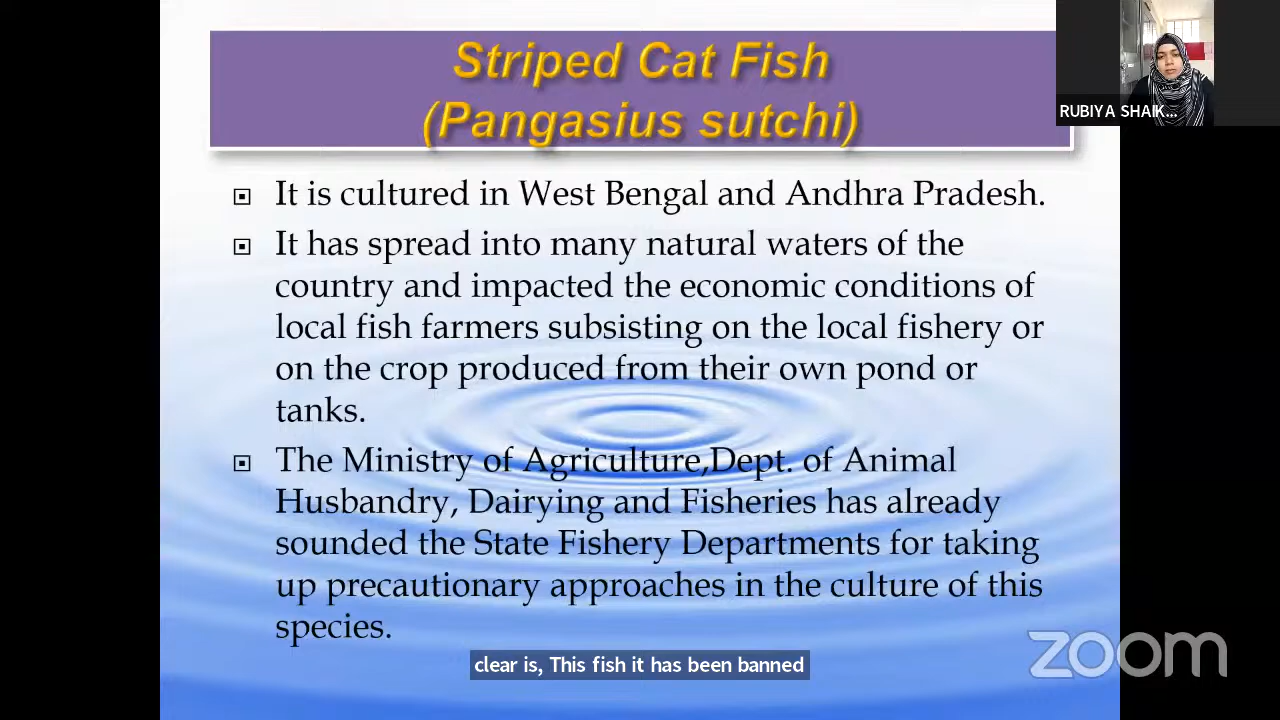 Striped Cat Fish
(Pangasius sutchi)
RUBIYA SHAIK...
▣ It is cultured in West Bengal and Andhra Pradesh.
▣ It has spread into many natural waters of the
country and impacted the economic conditions of
local fish farmers subsisting on the local fishery or
on the crop produced from their own pond or
tanks.
▣ The Ministry of Agriculture,Dept. of Animal
Husbandry, Dairying and Fisheries has already
sounded the State Fishery Departments for taking
up precautionary approaches in the culture of this
species.
zoom
clear is, This fish it has been banned